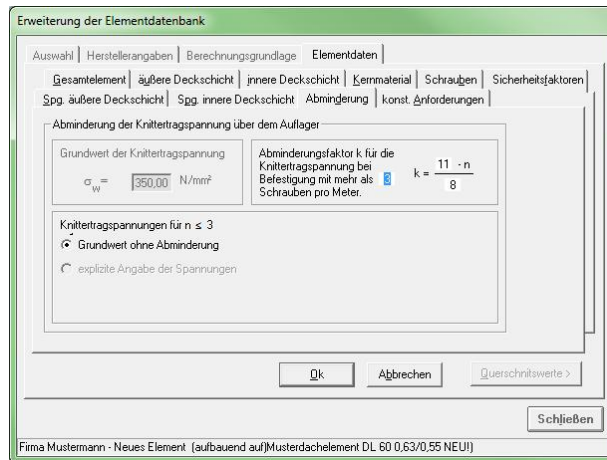 Erweiterung der Elementdatenbank
Auswahl Herstellerangaben Berechnungsgrundlage Elementdaten
Gesamtelement äußere Deckschicht innere Deckschicht Kernmaterial Schrauben Sicherheitsfaktoren
Spg. äußere Deckschicht Spg. innere Deckschicht Abminderung konst. Anforderungen
Abminderung der Knittertragspannung über dem Auflager
Grundwert der Knittertragspannung
σw = 350,00 N/mm²
Abminderungsfaktor k für die
Knittertragspannung bei
Befestigung mit mehr als 3
Schrauben pro Meter.
k = 11 - n
8
Knittertragspannungen für n ≤ 3
Grundwert ohne Abminderung
explizite Angabe der Spannungen
Ok Abbrechen Querschnittswerte >
Schließen
Firma Mustermann - Neues Element (aufbauend auf)Musterdachelement DL 60 0,63/0,55 NEU!)